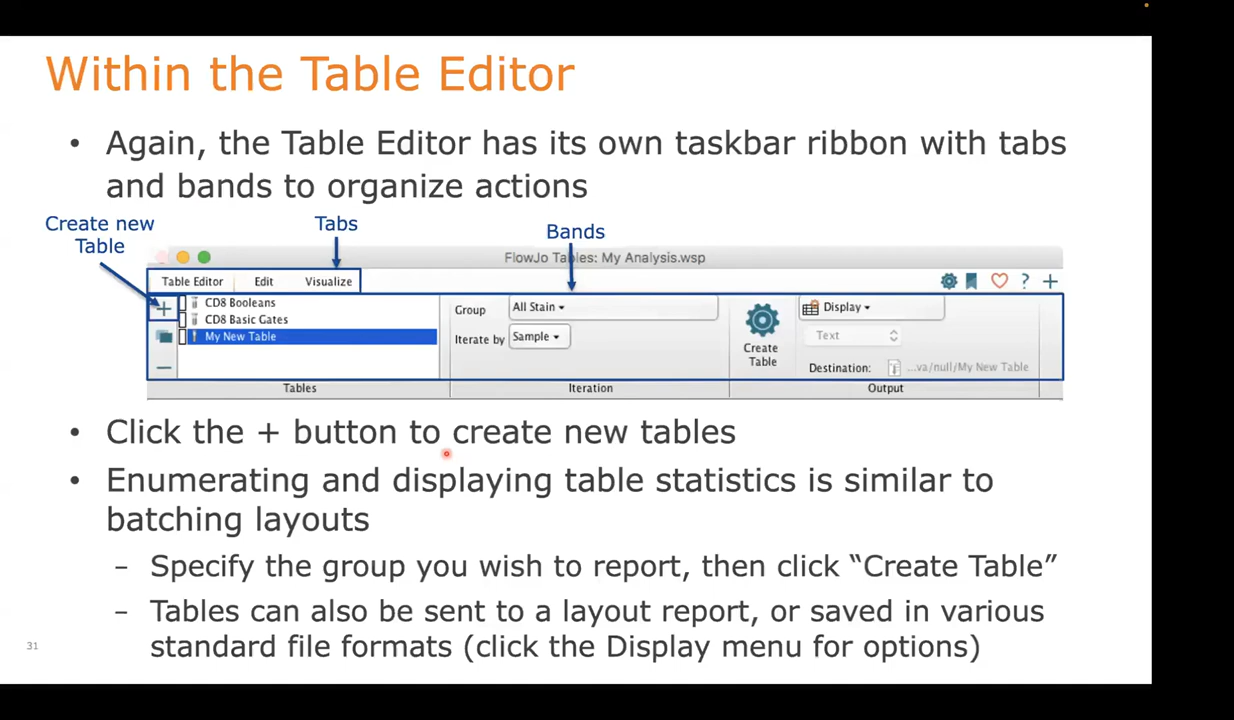 Within the Table Editor
• Again, the Table Editor has its own taskbar ribbon with tabs
and bands to organize actions
Create new
Table
Tabs
Bands
FlowJo Tables: My Analysis.wsp
Table Editor Edit Visualize
? +
+ CD8 Booleans
CD8 Basic Gates
My New Table
Group All Stain
Iterate by Sample
Create
Table
Display
Text
Destination: ...va/null/My New Table
Tables Iteration Output
• Click the + button to create new tables
• Enumerating and displaying table statistics is similar to
batching layouts
– Specify the group you wish to report, then click “Create Table”
– Tables can also be sent to a layout report, or saved in various
standard file formats (click the Display menu for options)
31